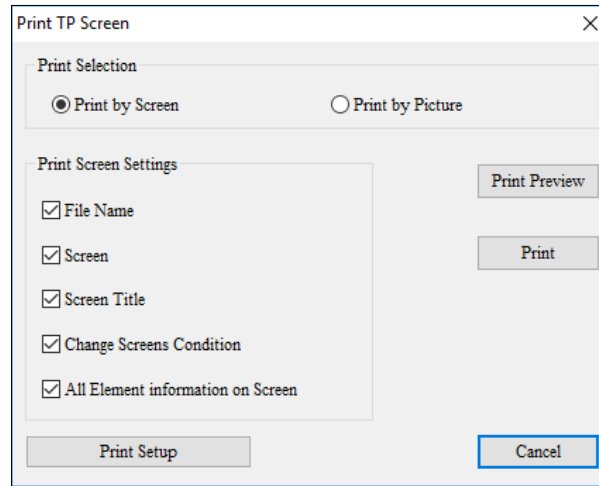 Print TP Screen
Print Selection
Print by Screen
Print by Picture
Print Screen Settings
Print Preview
File Name
Screen
Print
Screen Title
Change Screens Condition
All Element information on Screen
Print Setup
Cancel